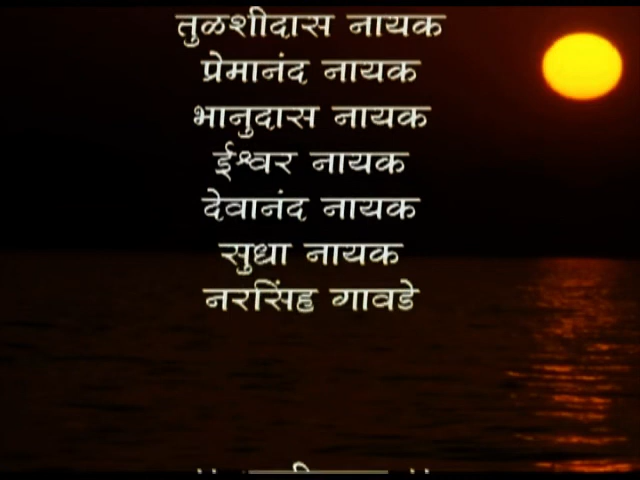 तुळशीदास नायक
प्रेमानंद नायक
भानुदास नायक
ईश्वर नायक
देवानंद नायक
सुधा नायक
नरसिंह गावडे